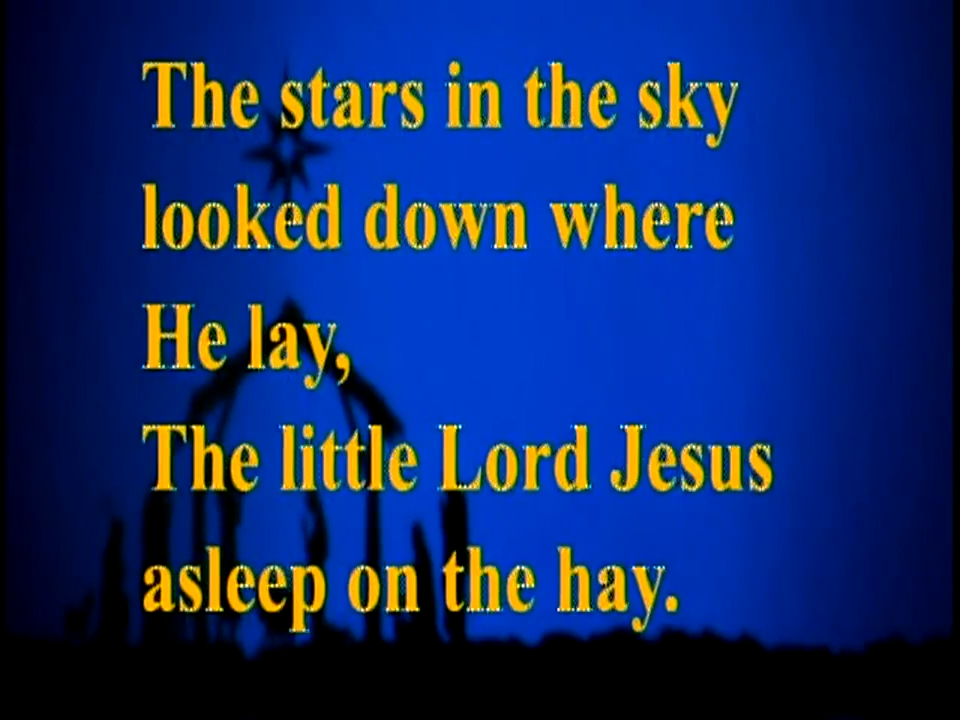 The stars in the sky
looked down where
He lay,
The little Lord Jesus
asleep on the hay.